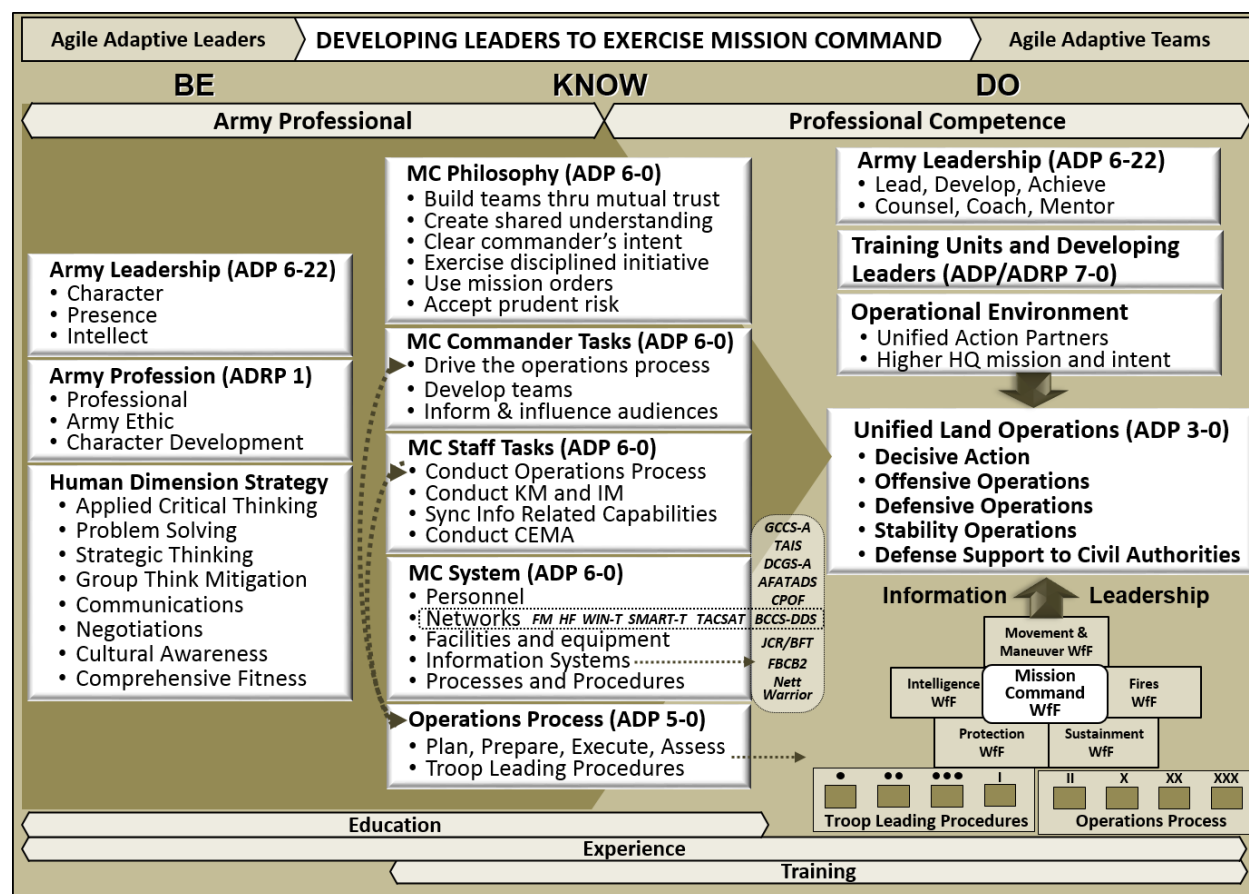 Agile Adaptive Leaders
DEVELOPING LEADERS TO EXERCISE MISSION COMMAND
Agile Adaptive Teams
BE
KNOW
DO
Army Professional
Professional Competence
Army Leadership (ADP 6-22)
• Character
• Presence
• Intellect
Army Profession (ADRP 1)
• Professional
• Army Ethic
• Character Development
Human Dimension Strategy
• Applied Critical Thinking
• Problem Solving
• Strategic Thinking
• Group Think Mitigation
• Communications
• Negotiations
• Cultural Awareness
• Comprehensive Fitness
MC Philosophy (ADP 6-0)
• Build teams thru mutual trust
• Create shared understanding
• Clear commander’s intent
• Exercise disciplined initiative
• Use mission orders
• Accept prudent risk
MC Commander Tasks (ADP 6-0)
• Drive the operations process
• Develop teams
• Inform & influence audiences
MC Staff Tasks (ADP 6-0)
• Conduct Operations Process
• Conduct KM and IM
• Sync Info Related Capabilities
• Conduct CEMA
MC System (ADP 6-0)
• Personnel
• Networks FM HF WIN-T SMART-T TACSAT BCCS-DDS
• Facilities and equipment
• Information Systems
• Processes and Procedures
Operations Process (ADP 5-0)
• Plan, Prepare, Execute, Assess
• Troop Leading Procedures
GCCS-A
TAIS
DCGS-A
AFATADS
CPOF
JCR/BFT
FBCB2
Nett
Warrior
Army Leadership (ADP 6-22)
• Lead, Develop, Achieve
• Counsel, Coach, Mentor
Training Units and Developing
Leaders (ADP/ADRP 7-0)
Operational Environment
• Unified Action Partners
• Higher HQ mission and intent
Unified Land Operations (ADP 3-0)
• Decisive Action
• Offensive Operations
• Defensive Operations
• Stability Operations
• Defense Support to Civil Authorities
Information
Leadership
Movement &
Maneuver WfF
Intelligence
WfF
Mission
Command
WfF
Fires
WfF
Protection
WfF
Sustainment
WfF
• •• ••• I
Troop Leading Procedures
II X XX XXX
Operations Process
Education
Experience
Training